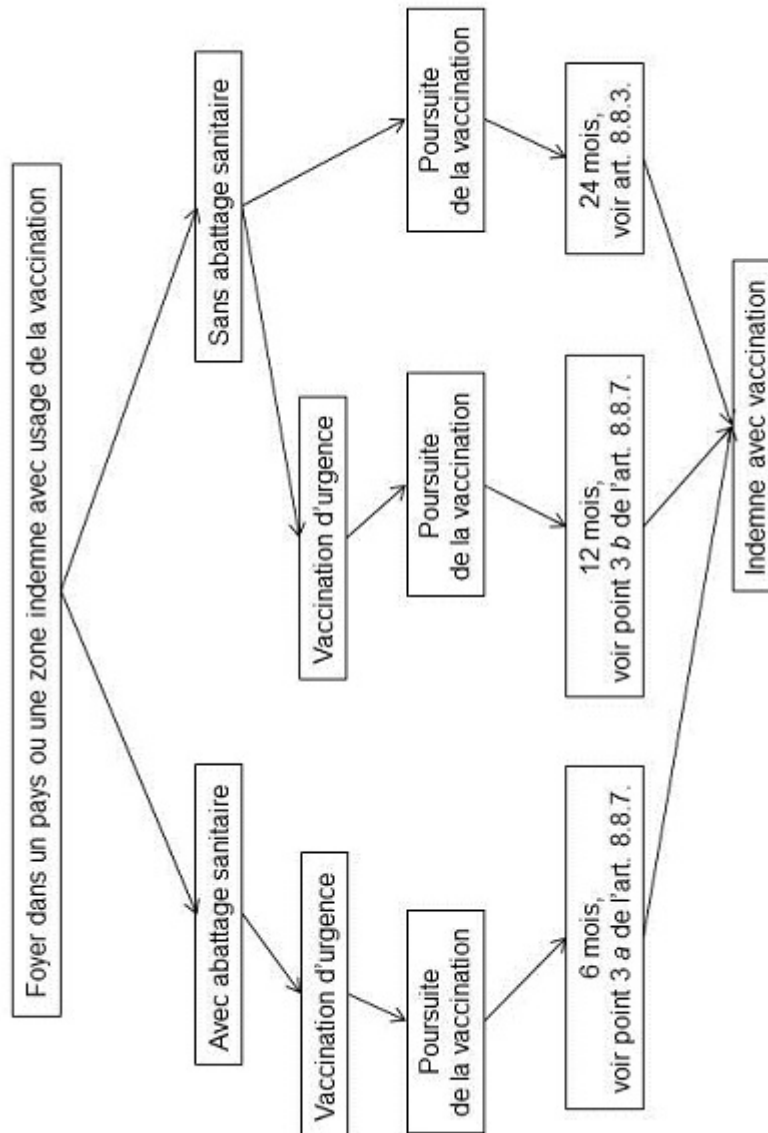 Foyer dans un pays ou une zone indemne avec usage de la vaccination
Avec abattage sanitaire
Sans abattage sanitaire
Vaccination d'urgence
Vaccination d'urgence
Poursuite
de la vaccination
Poursuite
de la vaccination
Poursuite
de la vaccination
6 mois,
voir point 3 a de l'art. 8.8.7.
12 mois,
voir point 3 b de l'art. 8.8.7.
24 mois,
voir art. 8.8.3.
Indemne avec vaccination